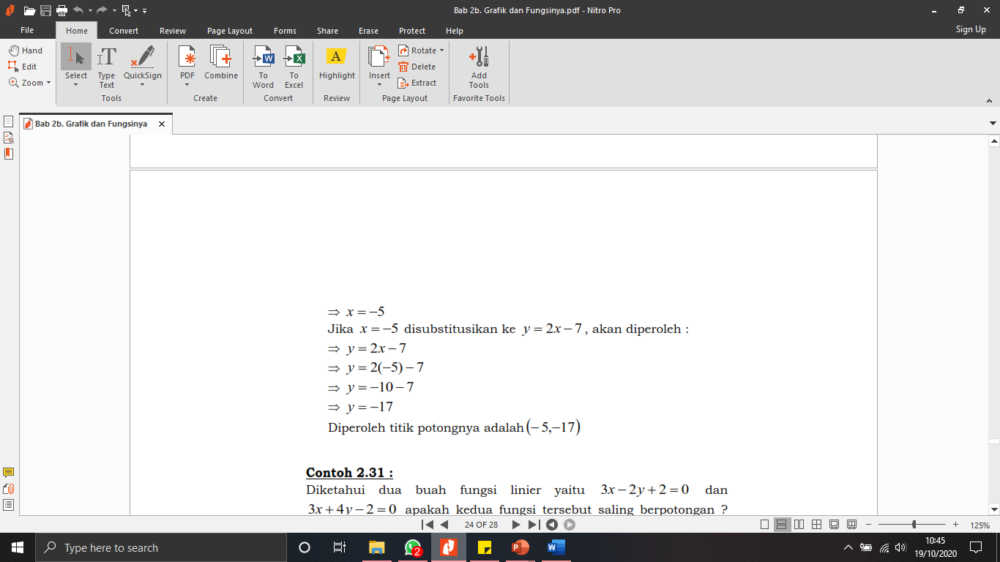 Bab 2b. Grafik dan Fungsinya.pdf - Nitro Pro
File Home Convert Review Page Layout Forms Share Erase Protect Help Sign Up
Hand
Edit
Zoom
Select
Type Text
QuickSign
Tools
PDF
Combine
Create
To Word
To Excel
Convert
Highlight
Review
Insert
Rotate
Delete
Extract
Page Layout
Add Tools
Favorite Tools
Bab 2b. Grafik dan Fungsinya
⇒ x = −5
Jika x = −5 disubstitusikan ke y = 2x − 7, akan diperoleh :
⇒ y = 2x − 7
⇒ y = 2(−5) − 7
⇒ y = −10 − 7
⇒ y = −17
Diperoleh titik potongnya adalah (−5,−17)
Contoh 2.31 :
Diketahui dua buah fungsi linier yaitu 3x − 2y + 2 = 0 dan
3x + 4y − 2 = 0 apakah kedua fungsi tersebut saling berpotongan ?
24 OF 28
125%
Type here to search
2
10:45
19/10/2020